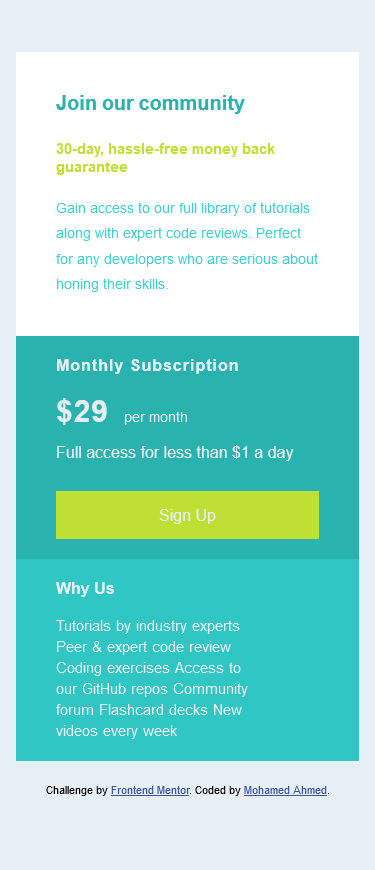 Join our community
30-day, hassle-free money back
guarantee
Gain access to our full library of tutorials
along with expert code reviews. Perfect
for any developers who are serious about
honing their skills.
Monthly Subscription
$29 per month
Full access for less than $1 a day
Sign Up
Why Us
Tutorials by industry experts
Peer & expert code review
Coding exercises Access to
our GitHub repos Community
forum Flashcard decks New
videos every week
Challenge by Frontend Mentor. Coded by Mohamed Ahmed.